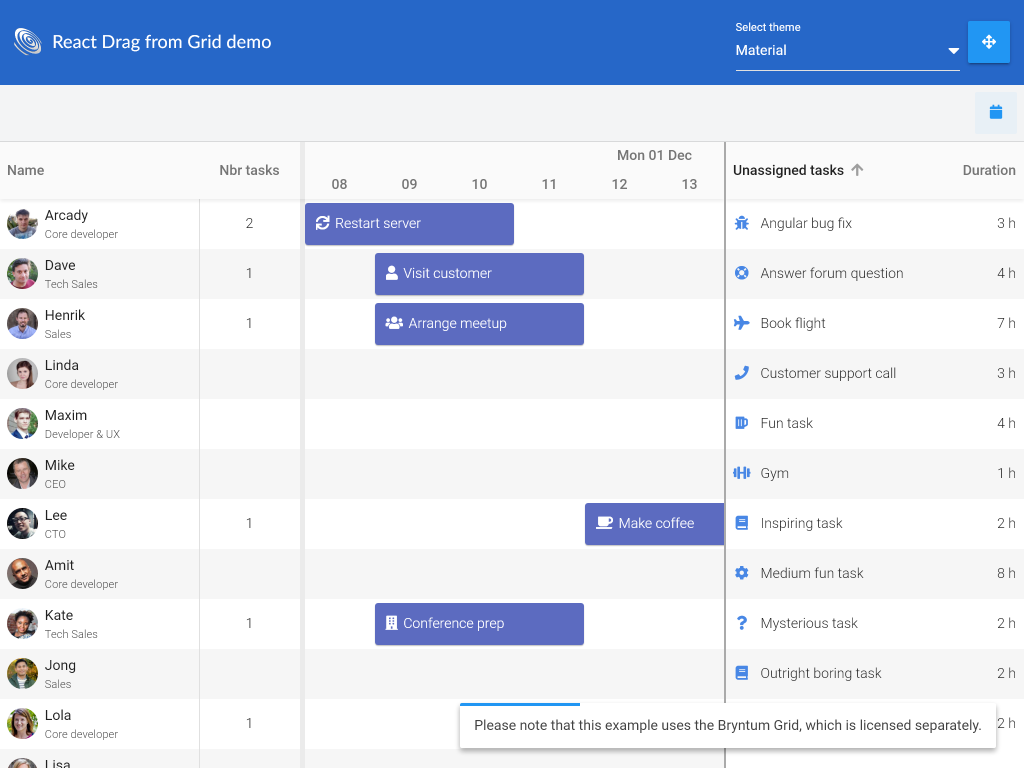 React Drag from Grid demo
Select theme
Material
Name
Nbr tasks
Mon 01 Dec
08 09 10 11 12 13
Unassigned tasks
Duration
Arcady
Core developer
2
Restart server
Angular bug fix
3 h
Dave
Tech Sales
1
Visit customer
Answer forum question
4 h
Henrik
Sales
1
Arrange meetup
Book flight
7 h
Linda
Core developer
Customer support call
3 h
Maxim
Developer & UX
Fun task
4 h
Mike
CEO
Gym
1 h
Lee
CTO
1
Make coffee
Inspiring task
2 h
Amit
Core developer
Medium fun task
8 h
Kate
Tech Sales
1
Conference prep
Mysterious task
2 h
Jong
Sales
Outright boring task
2 h
Lola
Core developer
1
2 h
Please note that this example uses the Bryntum Grid, which is licensed separately.
Lisa